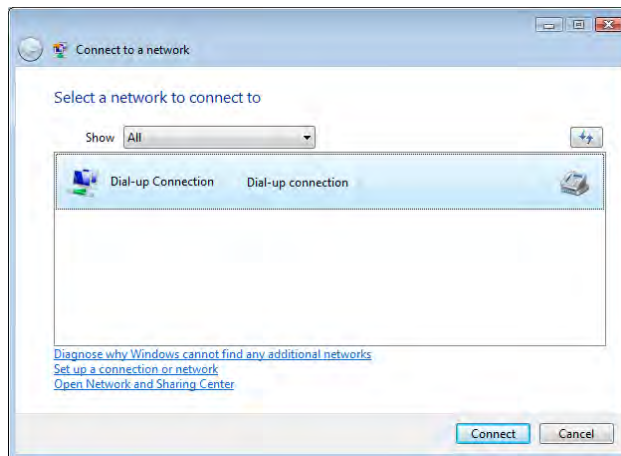 Connect to a network
Select a network to connect to
Show All
Dial-up Connection Dial-up connection
Diagnose why Windows cannot find any additional networks
Set up a connection or network
Open Network and Sharing Center
Connect Cancel